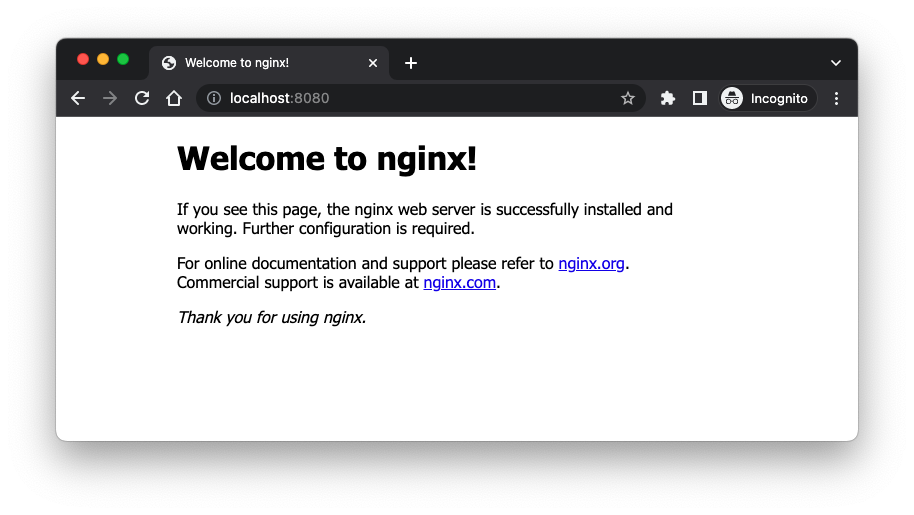 Welcome to nginx!
localhost:8080
Incognito
Welcome to nginx!
If you see this page, the nginx web server is successfully installed and
working. Further configuration is required.
For online documentation and support please refer to nginx.org.
Commercial support is available at nginx.com.
Thank you for using nginx.